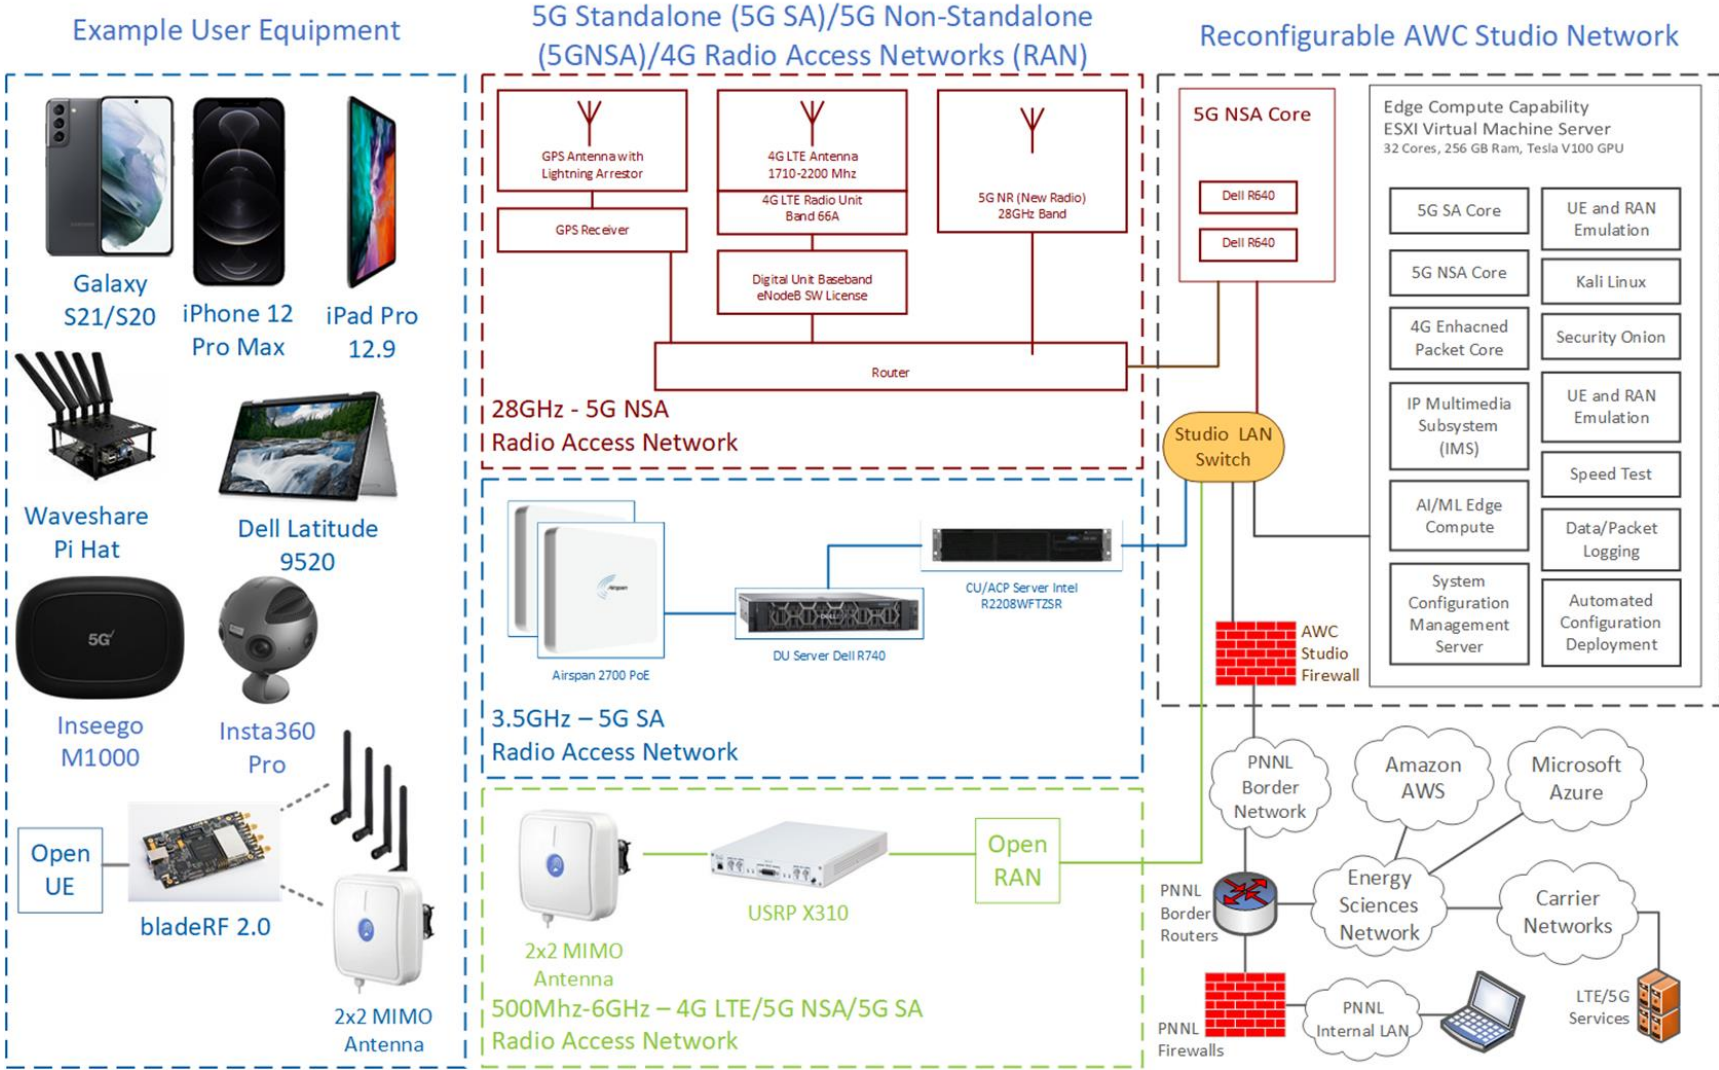 Example User Equipment
Galaxy
S21/S20
iPhone 12
Pro Max
iPad Pro
12.9
Waveshare
Pi Hat
Dell Latitude
9520
5G
Inseego
M1000
Insta360
Pro
Open
UE
bladeRF 2.0
2x2 MIMO
Antenna
5G Standalone (5G SA)/5G Non-Standalone
(5GNSA)/4G Radio Access Networks (RAN)
GPS Antenna with
Lightning Arrestor
GPS Receiver
4G LTE Antenna
1710-2200 Mhz
4G LTE Radio Unit
Band 66A
Digital Unit Baseband
eNodeB SW License
5G NR (New Radio)
28GHz Band
Router
28GHz - 5G NSA
Radio Access Network
Airspan
Airspan 2700 PoE
DU Server Dell R740
CU/ACP Server Intel
R2208WFTZSR
3.5GHz – 5G SA
Radio Access Network
2x2 MIMO
Antenna
USRP X310
Open
RAN
500Mhz-6GHz – 4G LTE/5G NSA/5G SA
Radio Access Network
Reconfigurable AWC Studio Network
5G NSA Core
Dell R640
Dell R640
Studio LAN
Switch
AWC
Studio
Firewall
Edge Compute Capability
ESXI Virtual Machine Server
32 Cores, 256 GB Ram, Tesla V100 GPU
5G SA Core
5G NSA Core
4G Enhacned
Packet Core
IP Multimedia
Subsystem
(IMS)
AI/ML Edge
Compute
System
Configuration
Management
Server
UE and RAN
Emulation
Kali Linux
Security Onion
UE and RAN
Emulation
Speed Test
Data/Packet
Logging
Automated
Configuration
Deployment
PNNL
Border
Network
Amazon
AWS
Microsoft
Azure
PNNL
Border
Routers
Energy
Sciences
Network
Carrier
Networks
PNNL
Firewalls
PNNL
Internal LAN
LTE/5G
Services